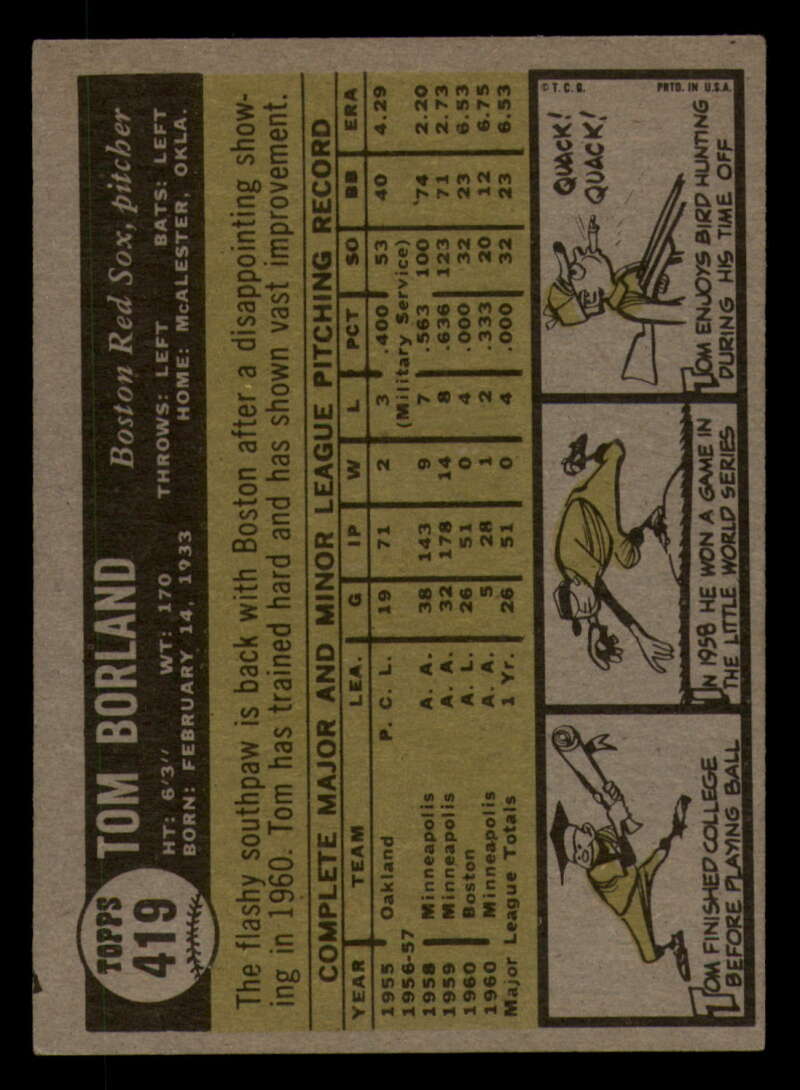 TOPPS
419
TOM BORLAND Boston Red Sox, pitcher
HT: 6'3" WT: 170 THROWS: LEFT BATS: LEFT
BORN: FEBRUARY 14, 1933 HOME: McALESTER, OKLA.
The flashy southpaw is back with Boston after a disappointing show-
ing in 1960. Tom has trained hard and has shown vast improvement.
COMPLETE MAJOR AND MINOR LEAGUE PITCHING RECORD
YEAR TEAM LEA. G IP W L PCT SO BB ERA
1955 Oakland P. C. L. 19 71 2 3 .400 53 40 4.29
1956-57 (Military Service)
1958 Minneapolis A. A. 38 143 9 7 .563 100 '74 2.20
1959 Minneapolis A. A. 32 178 14 8 .636 123 71 2.73
1960 Boston A. L. 26 51 0 4 .000 32 23 6.53
1960 Minneapolis A. A. 5 28 1 2 .333 20 12 6.75
Major League Totals 1 Yr. 26 51 0 4 .000 32 23 6.53
TOM FINISHED COLLEGE
BEFORE PLAYING BALL
IN 1958 HE WON A GAME IN
THE LITTLE WORLD SERIES
© T. C. G. PRTD. IN U.S.A.
QUACK!
QUACK!
TOM ENJOYS BIRD HUNTING
DURING HIS TIME OFF